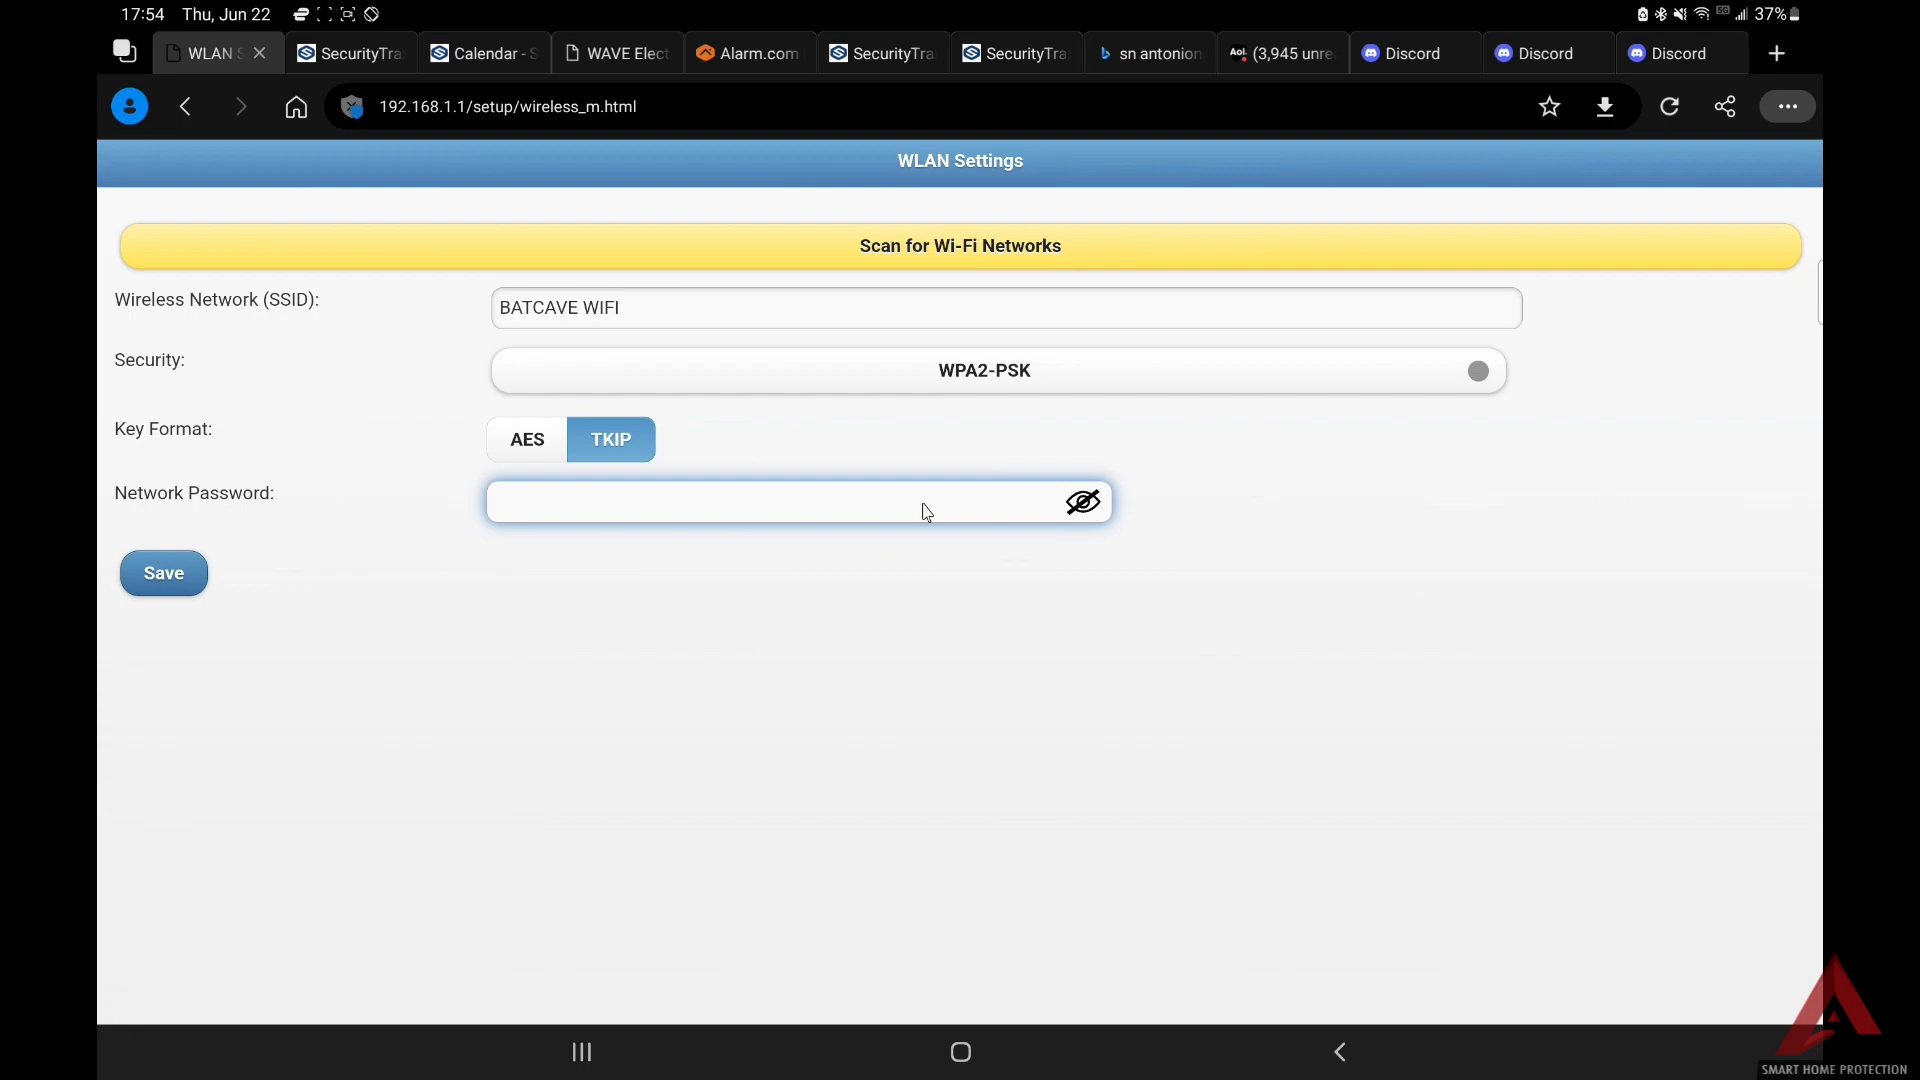 17:54 Thu, Jun 22
5G 37%
WLAN S
SecurityTra
Calendar - S
WAVE Elect
Alarm.com
SecurityTra
SecurityTra
sn antonion
Aol. (3,945 unre
Discord
Discord
Discord
192.168.1.1/setup/wireless_m.html
WLAN Settings
Scan for Wi-Fi Networks
Wireless Network (SSID): BATCAVE WIFI
Security: WPA2-PSK
Key Format: AES TKIP
Network Password:
Save
SMART HOME PROTECTION